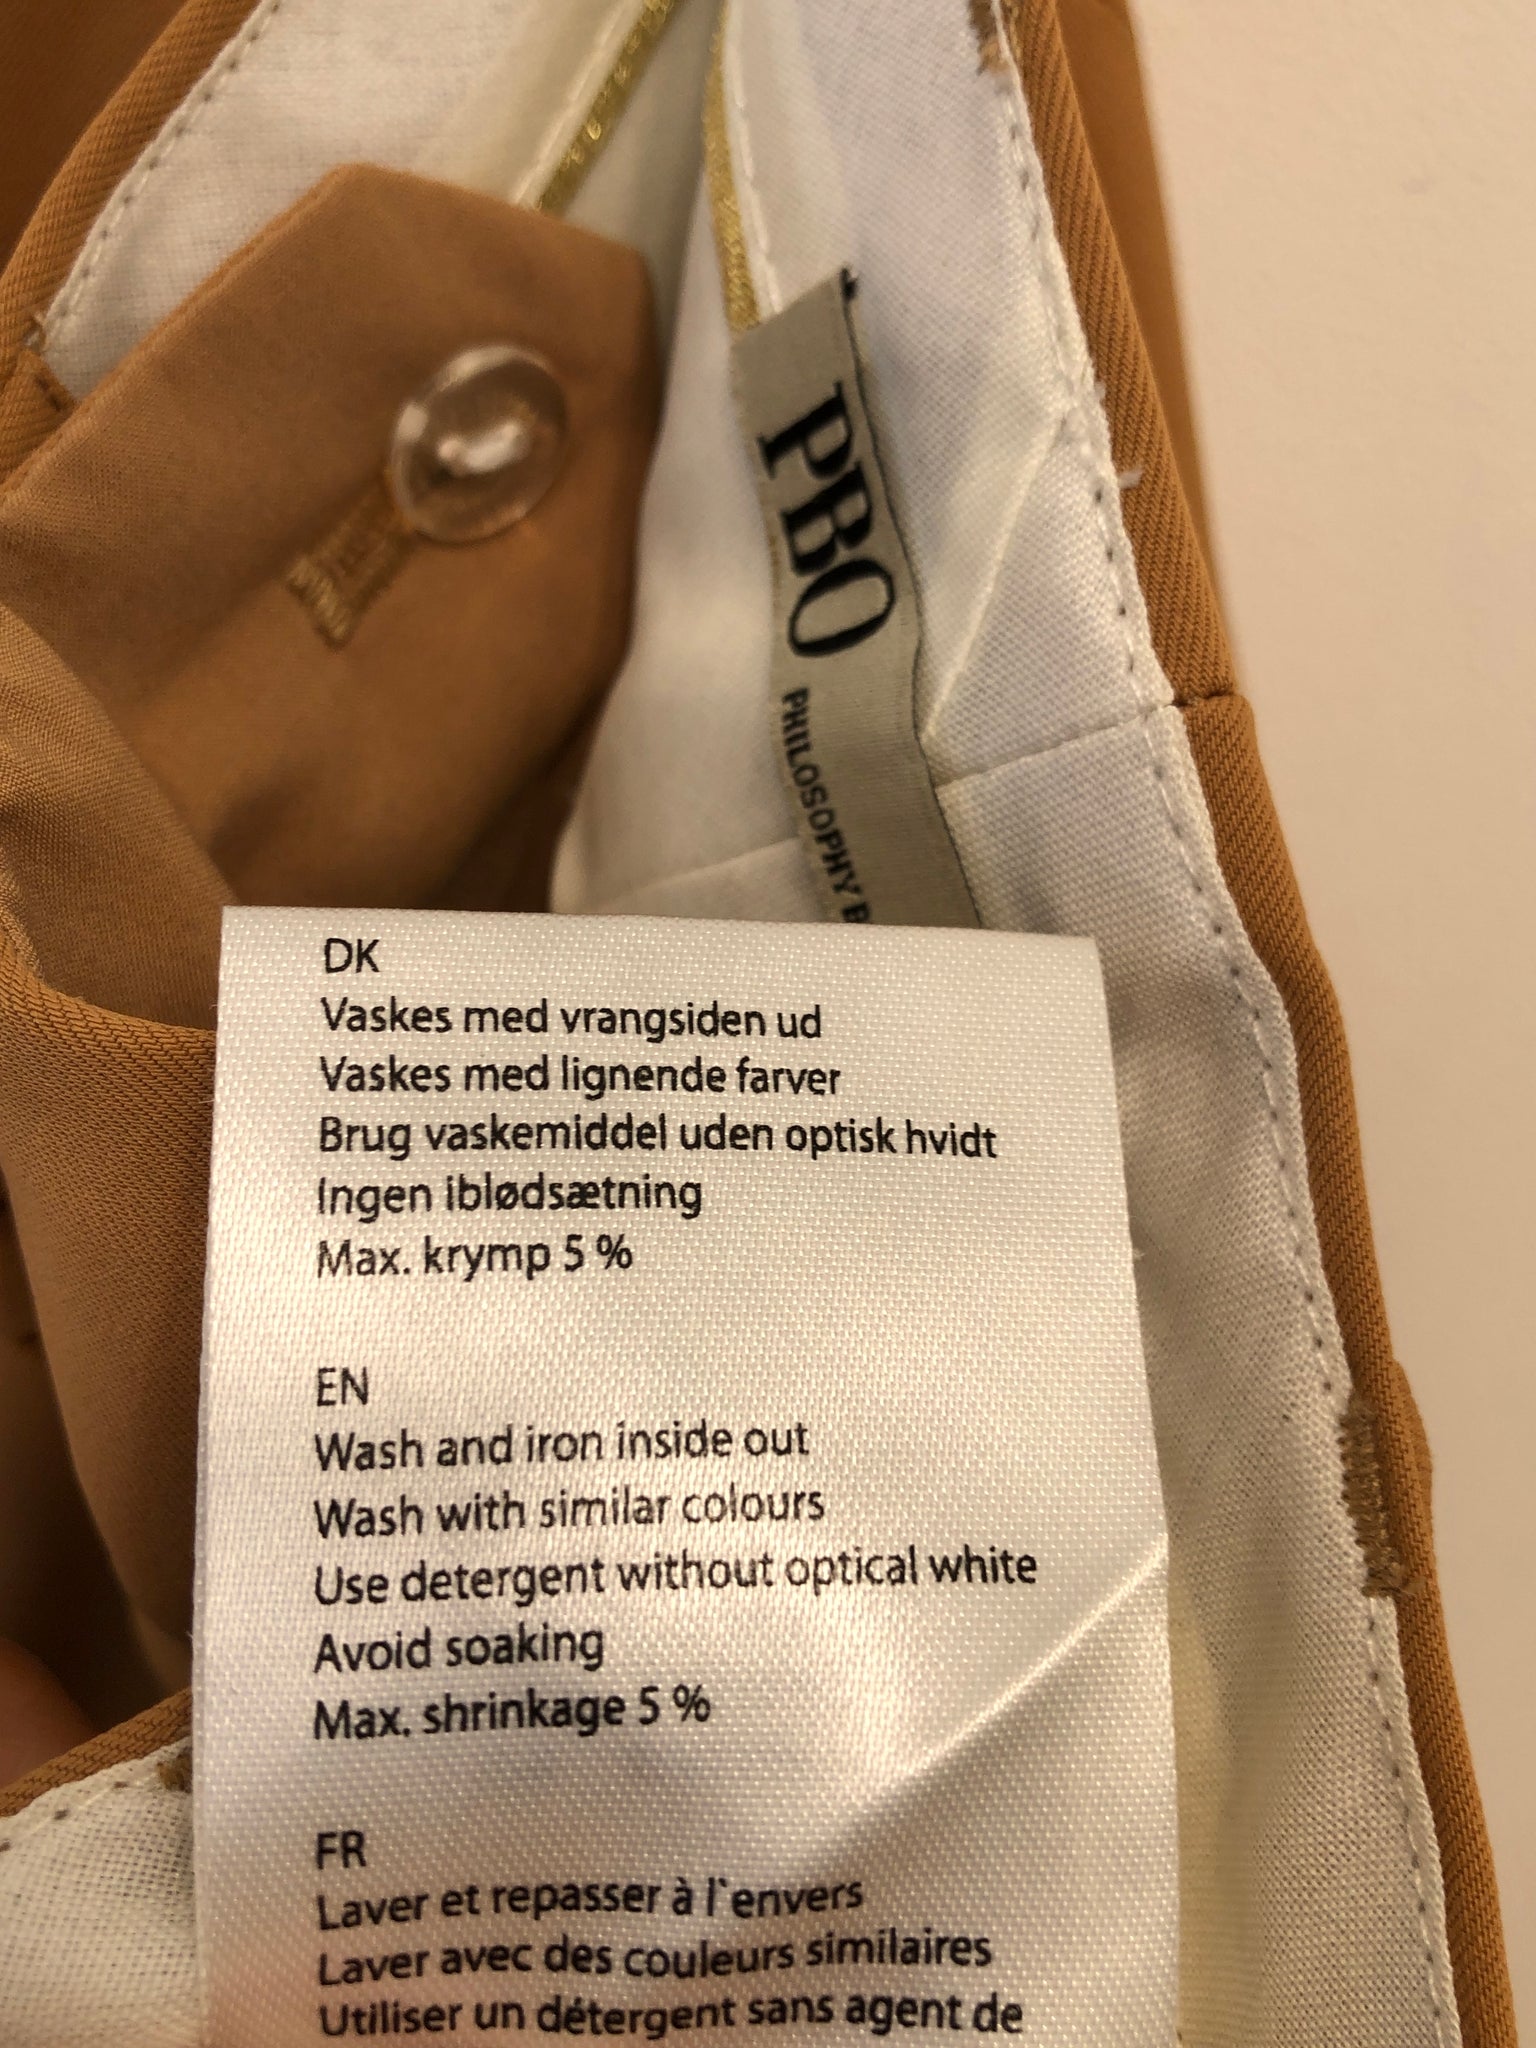 PBO
PHILOSOPHY
DK
Vaskes med vrangsiden ud
Vaskes med lignende farver
Brug vaskemiddel uden optisk hvidt
Ingen iblødsætning
Max. krymp 5 %
EN
Wash and iron inside out
Wash with similar colours
Use detergent without optical white
Avoid soaking
Max. shrinkage 5 %
FR
Laver et repasser à l`envers
Laver avec des couleurs similaires
Utiliser un détergent sans agent de